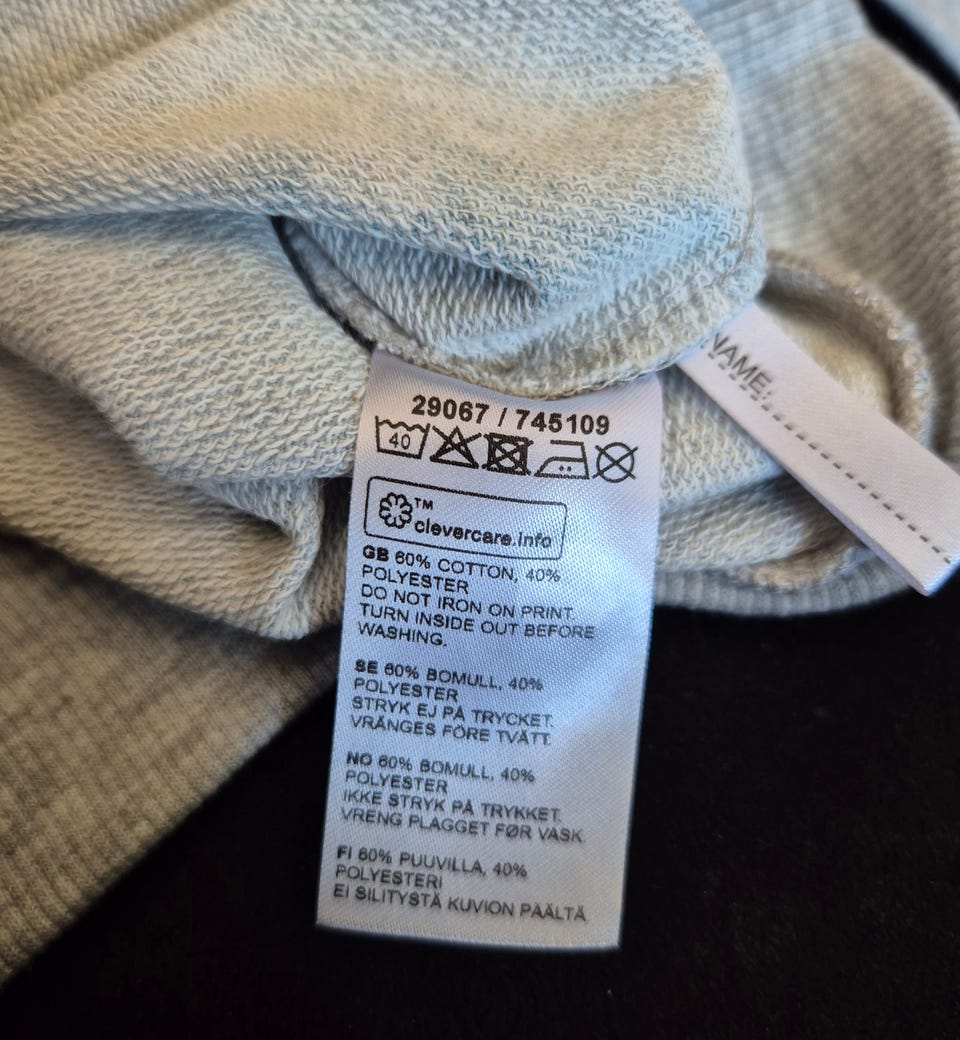 29067 / 745109
40
™
clevercare.info
GB 60% COTTON, 40%
POLYESTER
DO NOT IRON ON PRINT.
TURN INSIDE OUT BEFORE
WASHING.
SE 60% BOMULL, 40%
POLYESTER
STRYK EJ PÅ TRYCKET.
VRÄNGES FÖRE TVÄTT.
NO 60% BOMULL, 40%
POLYESTER
IKKE STRYK PÅ TRYKKET.
VRENG PLAGGET FØR VASK.
FI 60% PUUVILLA, 40%
POLYESTERI
EI SILITYSTÄ KUVION PÄÄLTÄ.
NAME: